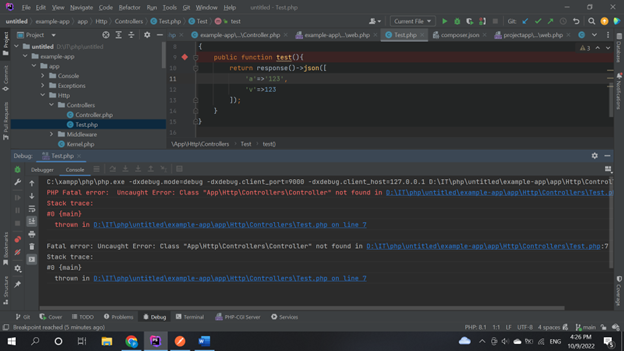 File Edit View Navigate Code Refactor Run Tools Git Window Help untitled - Test.php
untitled example-app app Http Controllers Test.php Test test
Current File
Git:
Project
example-app\...\Controller.php
example-app\...\web.php
Test.php
composer.json
projectapp\...\web.php
untitled D:\IT\php\untitled
example-app
app
Console
Exceptions
Http
Controllers
Controller.php
Test.php
Middleware
Kernel.php
8 {
9 public function test(){
10 return response()->json([
11 'a'=>'123',
12 'v'=>123
13 ]);
14 }
15 }
\App\Http\Controllers Test test()
Debug: Test.php
Debugger Console
C:\xampp\php\php.exe -dxdebug.mode=debug -dxdebug.client_port=9000 -dxdebug.client_host=127.0.0.1 D:\IT\php\untitled\example-app\app\Http\Contro
PHP Fatal error: Uncaught Error: Class "App\Http\Controllers\Controller" not found in D:\IT\php\untitled\example-app\app\Http\Controllers\Test.p
Stack trace:
#0 {main}
thrown in D:\IT\php\untitled\example-app\app\Http\Controllers\Test.php on line 7
Fatal error: Uncaught Error: Class "App\Http\Controllers\Controller" not found in D:\IT\php\untitled\example-app\app\Http\Controllers\Test.php:7
Stack trace:
#0 {main}
thrown in D:\IT\php\untitled\example-app\app\Http\Controllers\Test.php on line 7
Project
Commit
Pull Requests
Bookmarks
Structure
Database
Notifications
Coverage
Git Cover TODO Problems Debug Terminal PHP-CGI Server Services
Breakpoint reached (5 minutes ago) PHP: 8.1 1:1 LF UTF-8 4 spaces main
4:26 PM
10/9/2022